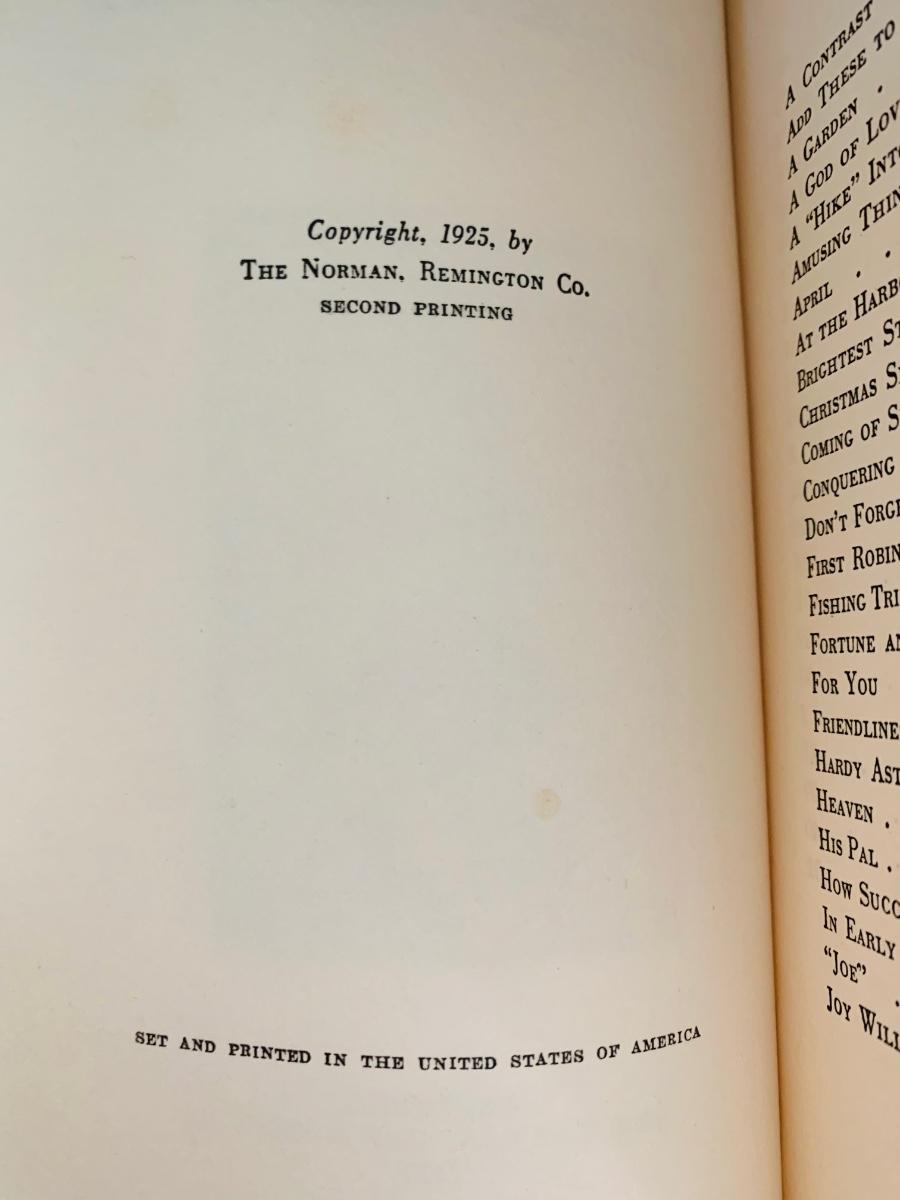 Copyright, 1925, by
THE NORMAN, REMINGTON CO.
SECOND PRINTING
SET AND PRINTED IN THE UNITED STATES OF AMERICA
A CONTRAST
ADD THESE TO
A GARDEN .
A GOD OF
A "HIKE"
AMUSING
APRIL . .
AT THE
BRIGHTEST
CHRISTMAS
COMING OF
CONQUERING
DON'T
FIRST ROBIN
FISHING
FORTUNE
FOR YOU
HARDY
HEAVEN .
HIS PAL .
HOW
IN EARLY
"JOE" .
JOY